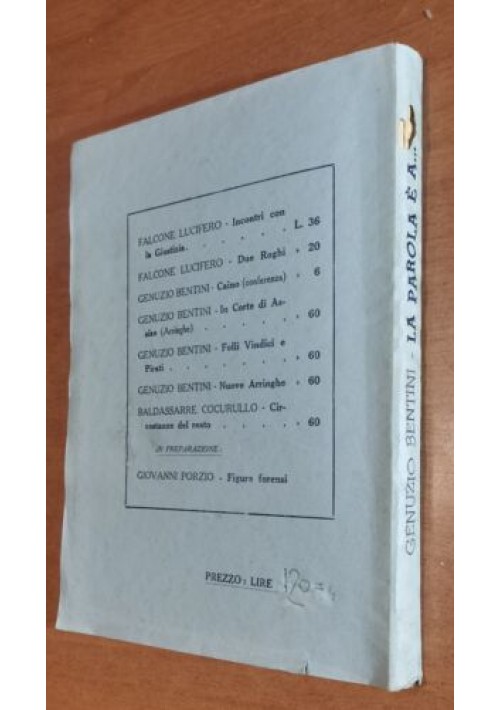 FALCONE LUCIFERO - Incontri con
la Giustizia. . . . . . L. 36
FALCONE LUCIFERO - Due Roghi » 20
GENUZIO BENTINI - Caino (conferenza) » 6
GENUZIO BENTINI - In Corte di As-
sise (Arringhe) . . . . . » 60
GENUZIO BENTINI - Folli Vindici e
Pirati . . . . . . . » 60
GENUZIO BENTINI - Nuove Arringhe » 60
BALDASSARRE COCURULLO - Cir-
costanze del reato . . . . » 60
IN PREPARAZIONE:
GIOVANNI PORZIO - Figure forensi
PREZZO: LIRE 120=
GENUZIO BENTINI - LA PAROLA È A...